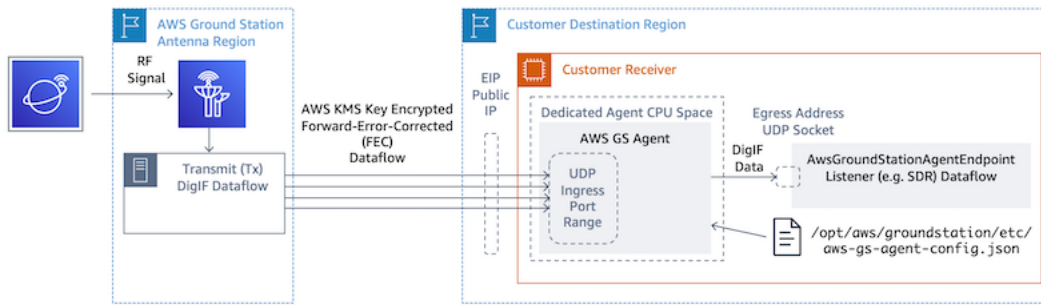 AWS Ground Station
Antenna Region
RF
Signal
Transmit (Tx)
DigIF Dataflow
AWS KMS Key Encrypted
Forward-Error-Corrected
(FEC)
Dataflow
Customer Destination Region
EIP
Public
IP
Customer Receiver
Dedicated Agent CPU Space
AWS GS Agent
UDP
Ingress
Port
Range
Egress Address
UDP Socket
DigIF
Data
AwsGroundStationAgentEndpoint
Listener (e.g. SDR) Dataflow
/opt/aws/groundstation/etc/
aws-gs-agent-config.json